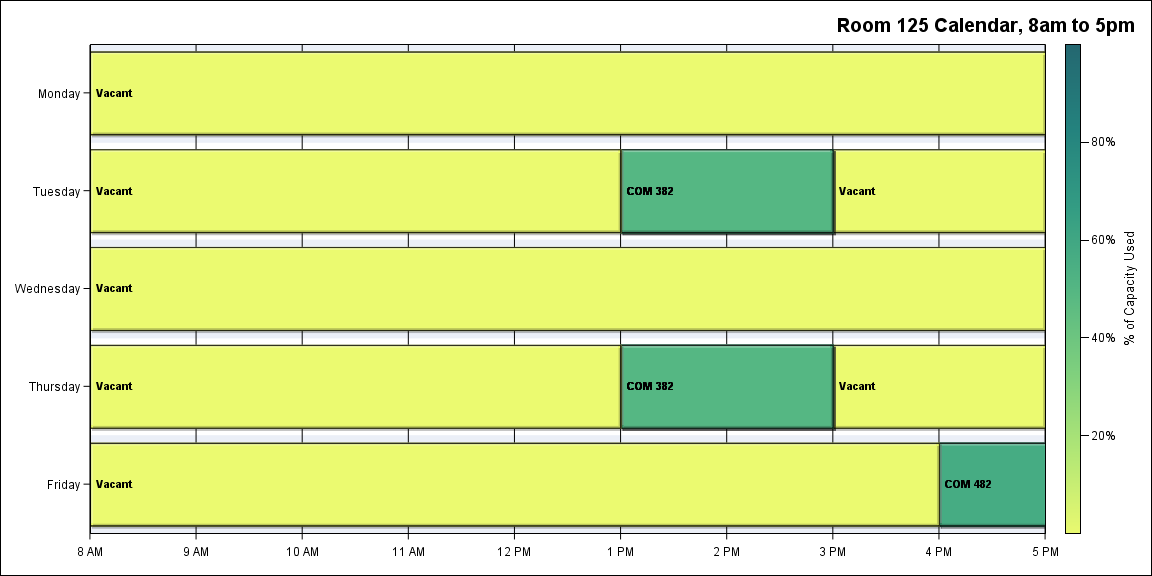 Room 125 Calendar, 8am to 5pm
Monday
Vacant
80%
Tuesday
Vacant
COM 382
Vacant
60%
% of Capacity Used
Wednesday
Vacant
40%
Thursday
Vacant
COM 382
Vacant
20%
Friday
Vacant
COM 482
8 AM 9 AM 10 AM 11 AM 12 PM 1 PM 2 PM 3 PM 4 PM 5 PM